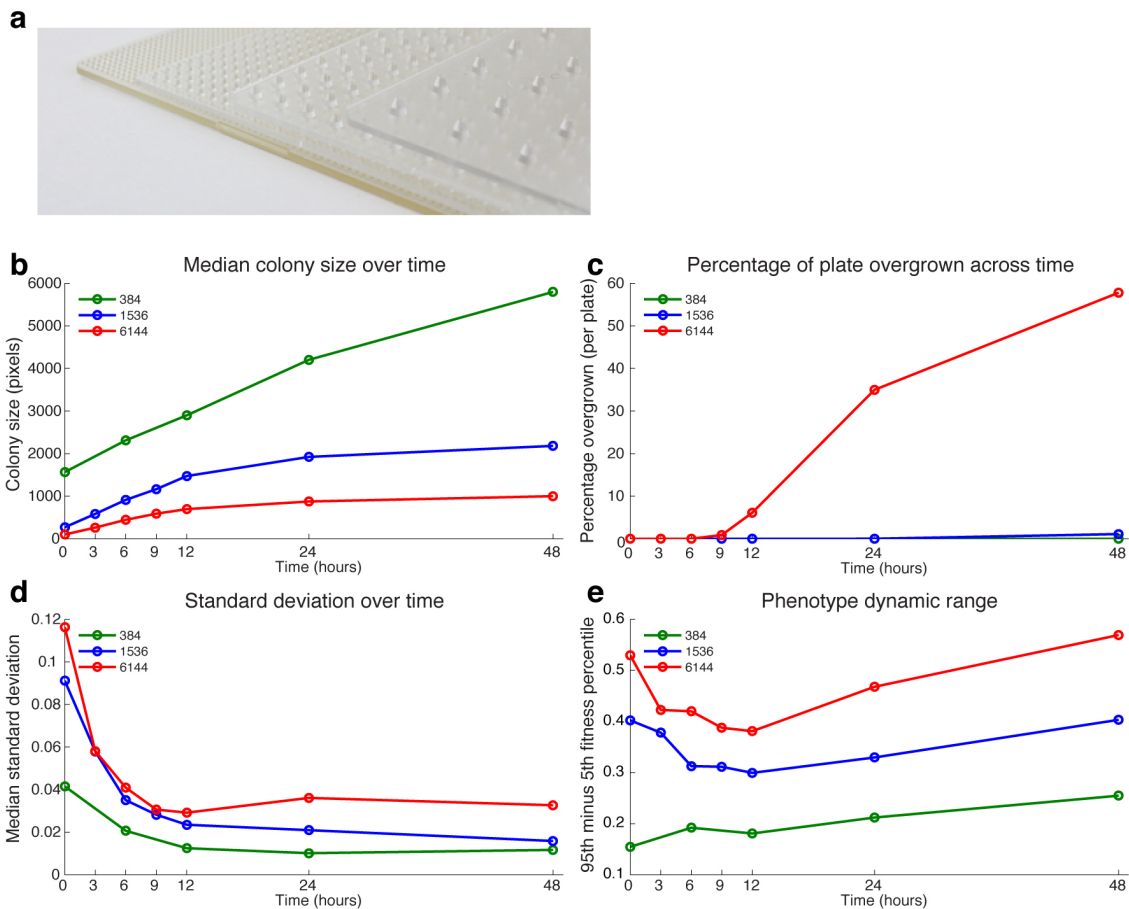 a
b
Median colony size over time
Colony size (pixels)
6000
5000
4000
3000
2000
1000
0
384
1536
6144
0 3 6 9 12 24 48
Time (hours)
c
Percentage of plate overgrown across time
Percentage overgrown (per plate)
60
50
40
30
20
10
0
384
1536
6144
0 3 6 9 12 24 48
Time (hours)
d
Standard deviation over time
Median standard deviation
0.12
0.1
0.08
0.06
0.04
0.02
0
384
1536
6144
0 3 6 9 12 24 48
Time (hours)
e
Phenotype dynamic range
95th minus 5th fitness percentile
0.6
0.5
0.4
0.3
0.2
0.1
384
1536
6144
0 3 6 9 12 24 48
Time (hours)